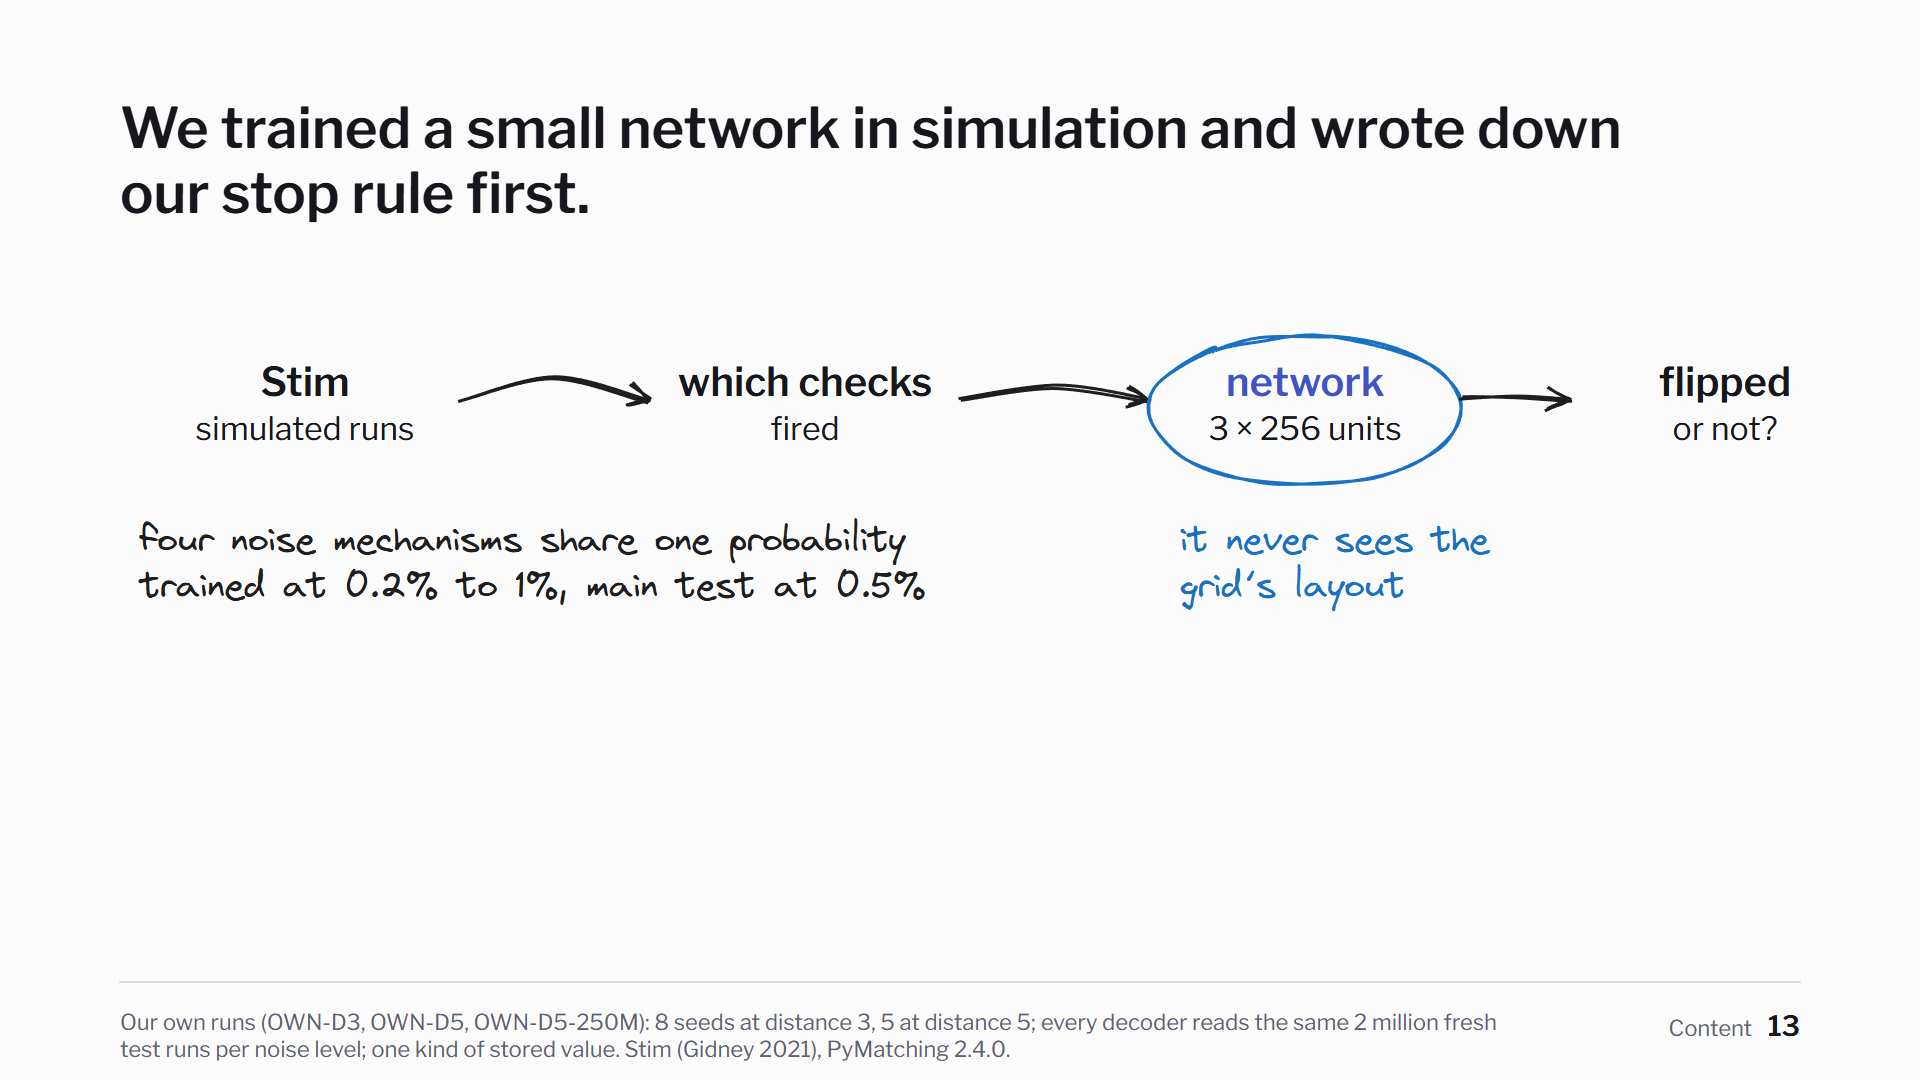 We trained a small network in simulation and wrote down
our stop rule first.
Stim
simulated runs
which checks
fired
network
3 × 256 units
flipped
or not?
four noise mechanisms share one probability
trained at 0.2% to 1%, main test at 0.5%
it never sees the
grid's layout
Our own runs (OWN-D3, OWN-D5, OWN-D5-250M): 8 seeds at distance 3, 5 at distance 5; every decoder reads the same 2 million fresh
test runs per noise level; one kind of stored value. Stim (Gidney 2021), PyMatching 2.4.0.
Content 13